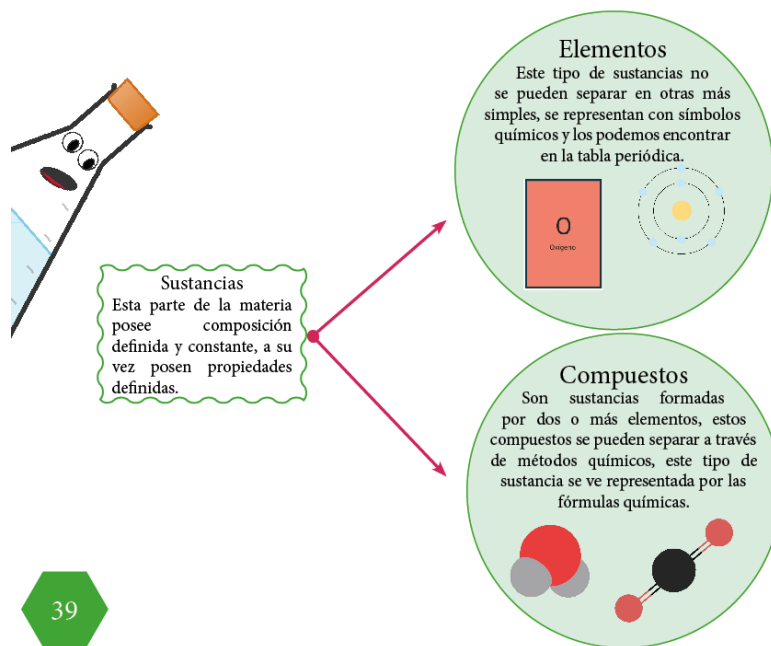 Elementos
Este tipo de sustancias no
se pueden separar en otras más
simples, se representan con símbolos
químicos y los podemos encontrar
en la tabla periódica.
O
Oxigeno
Sustancias
Esta parte de la materia
posee composición
definida y constante, a su
vez posen propiedades
definidas.
Compuestos
Son sustancias formadas
por dos o más elementos, estos
compuestos se pueden separar a través
de métodos químicos, este tipo de
sustancia se ve representada por las
fórmulas químicas.
39